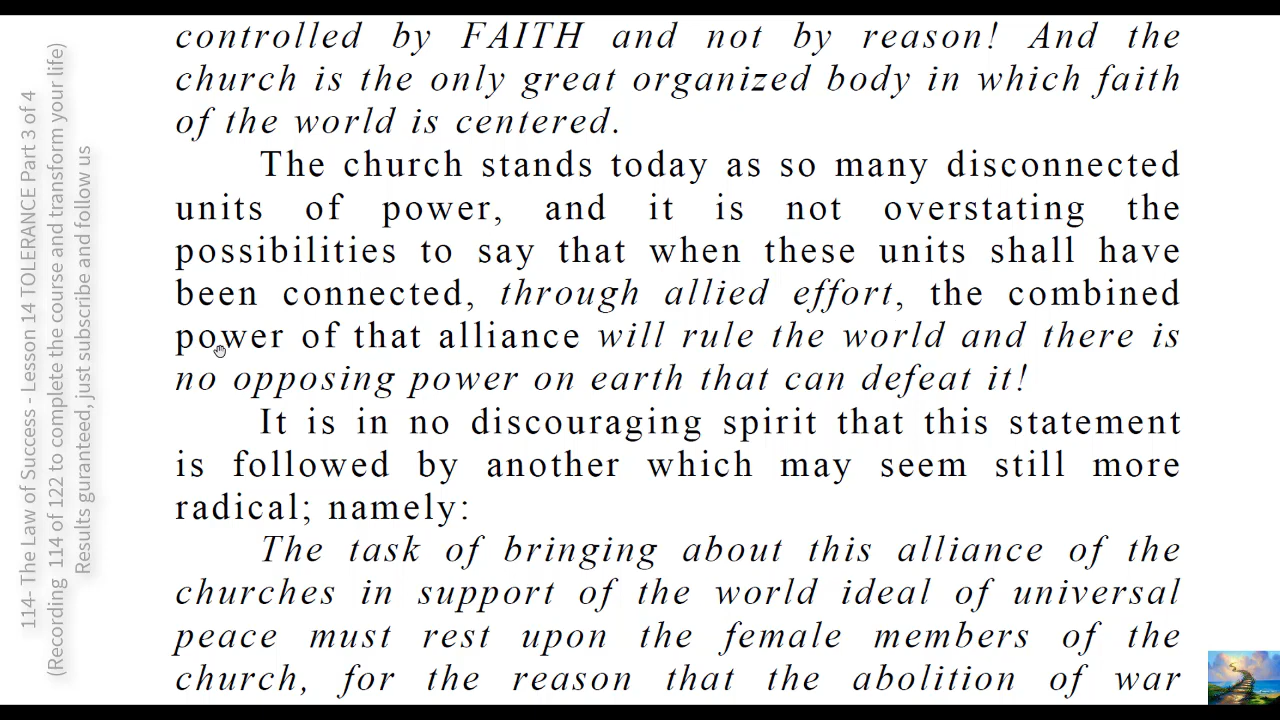 controlled by FAITH and not by reason! And the
church is the only great organized body in which faith
of the world is centered.
The church stands today as so many disconnected
units of power, and it is not overstating the
possibilities to say that when these units shall have
been connected, through allied effort, the combined
power of that alliance will rule the world and there is
no opposing power on earth that can defeat it!
It is in no discouraging spirit that this statement
is followed by another which may seem still more
radical; namely:
The task of bringing about this alliance of the
churches in support of the world ideal of universal
peace must rest upon the female members of the
church, for the reason that the abolition of war
114- The Law of Success - Lesson 14 TOLERANCE Part 3 of 4
(Recording 114 of 122 to complete the course and transform your life)
Results guranteed, just subscribe and follow us